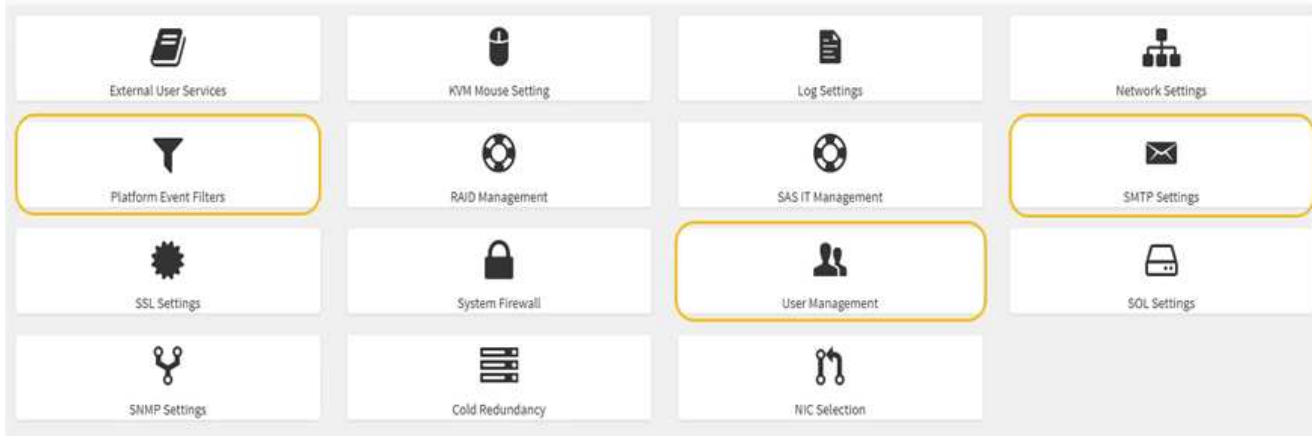 External User Services
KVM Mouse Setting
Log Settings
Network Settings
Platform Event Filters
RAID Management
SAS IT Management
SMTP Settings
SSL Settings
System Firewall
User Management
SOL Settings
SNMP Settings
Cold Redundancy
NIC Selection